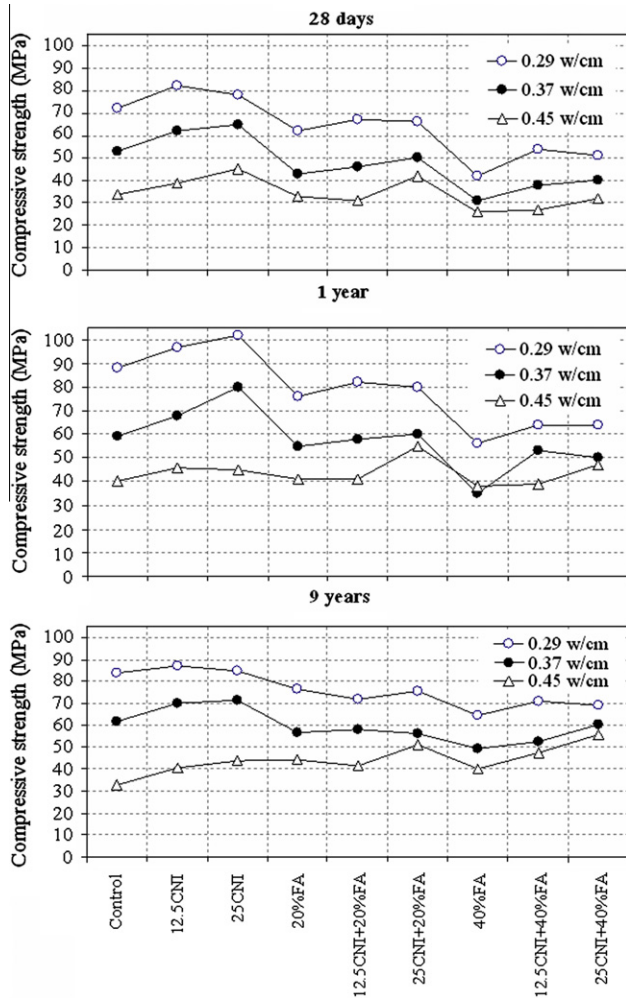 28 days
Compressive strength (MPa)
100
90
80
70
60
50
40
30
20
10
0
0.29 w/cm
0.37 w/cm
0.45 w/cm
1 year
Compressive strength (MPa)
100
90
80
70
60
50
40
30
20
10
0
0.29 w/cm
0.37 w/cm
0.45 w/cm
9 years
Compressive strength (MPa)
100
90
80
70
60
50
40
30
20
10
0
0.29 w/cm
0.37 w/cm
0.45 w/cm
Control
12.5CNI
25CNI
20%FA
12.5CNI+20%FA
25CNI+20%FA
40%FA
12.5CNI+40%FA
25CNI+40%FA